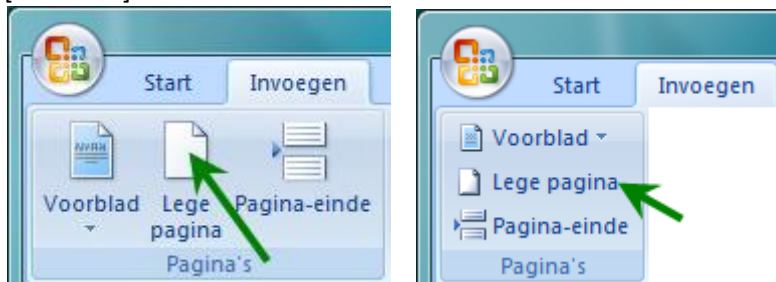 Start Invoegen
Voorblad Lege pagina Pagina-einde
Pagina's
Start Invoegen
Voorblad
Lege pagina
Pagina-einde
Pagina's